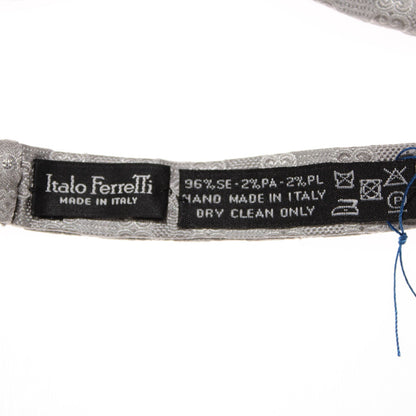 Italo Ferretti
MADE IN ITALY
96%SE-2%PA-2%PL
HAND MADE IN ITALY
DRY CLEAN ONLY
P